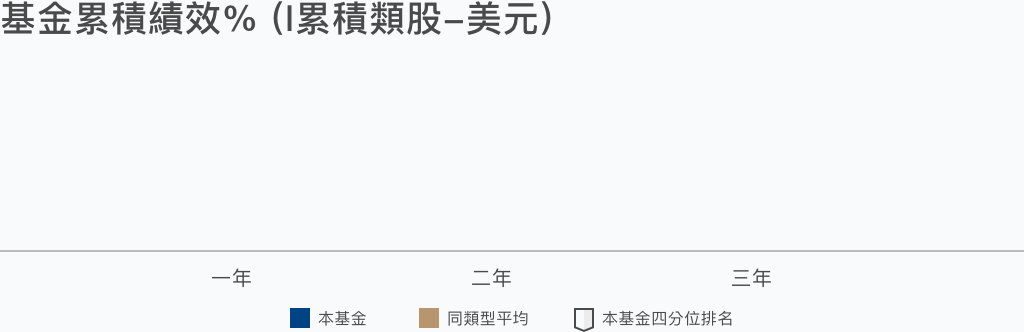 基金累積績效% (I累積類股–美元)
一年 二年 三年
本基金 同類型平均 本基金四分位排名